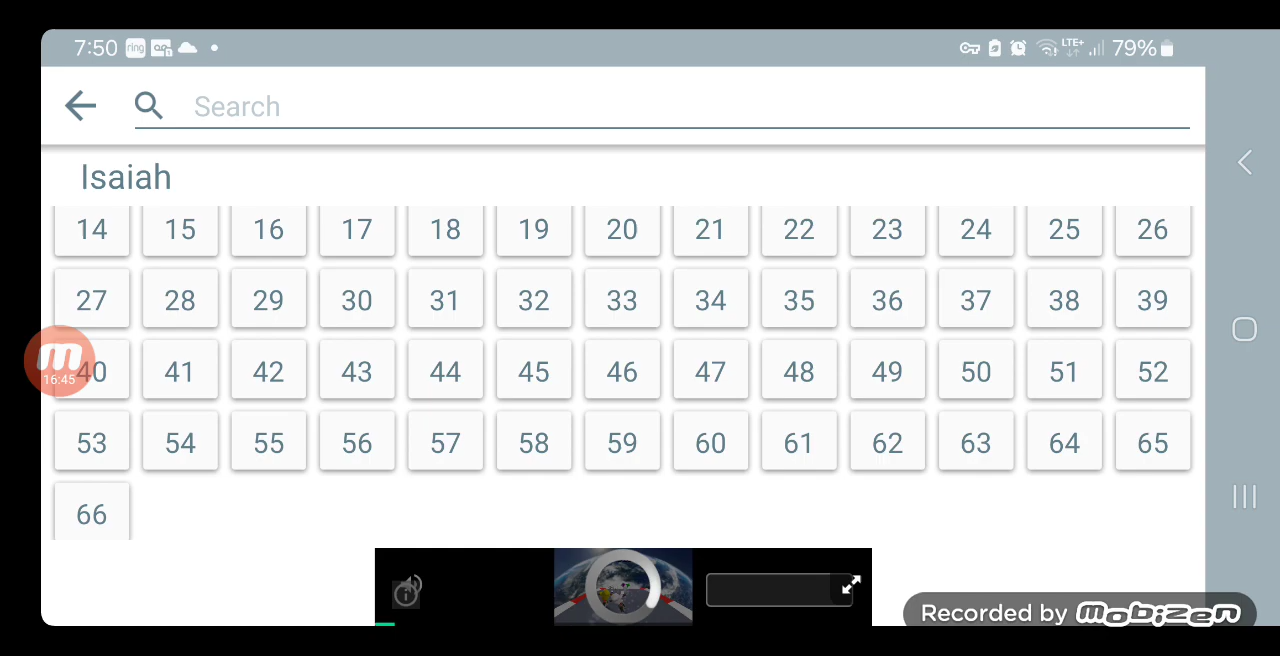 7:50 ring LTE+ 79%
Search
Isaiah
14 15 16 17 18 19 20 21 22 23 24 25 26
27 28 29 30 31 32 33 34 35 36 37 38 39
40 41 42 43 44 45 46 47 48 49 50 51 52
16:45
53 54 55 56 57 58 59 60 61 62 63 64 65
66
Recorded by mobizen